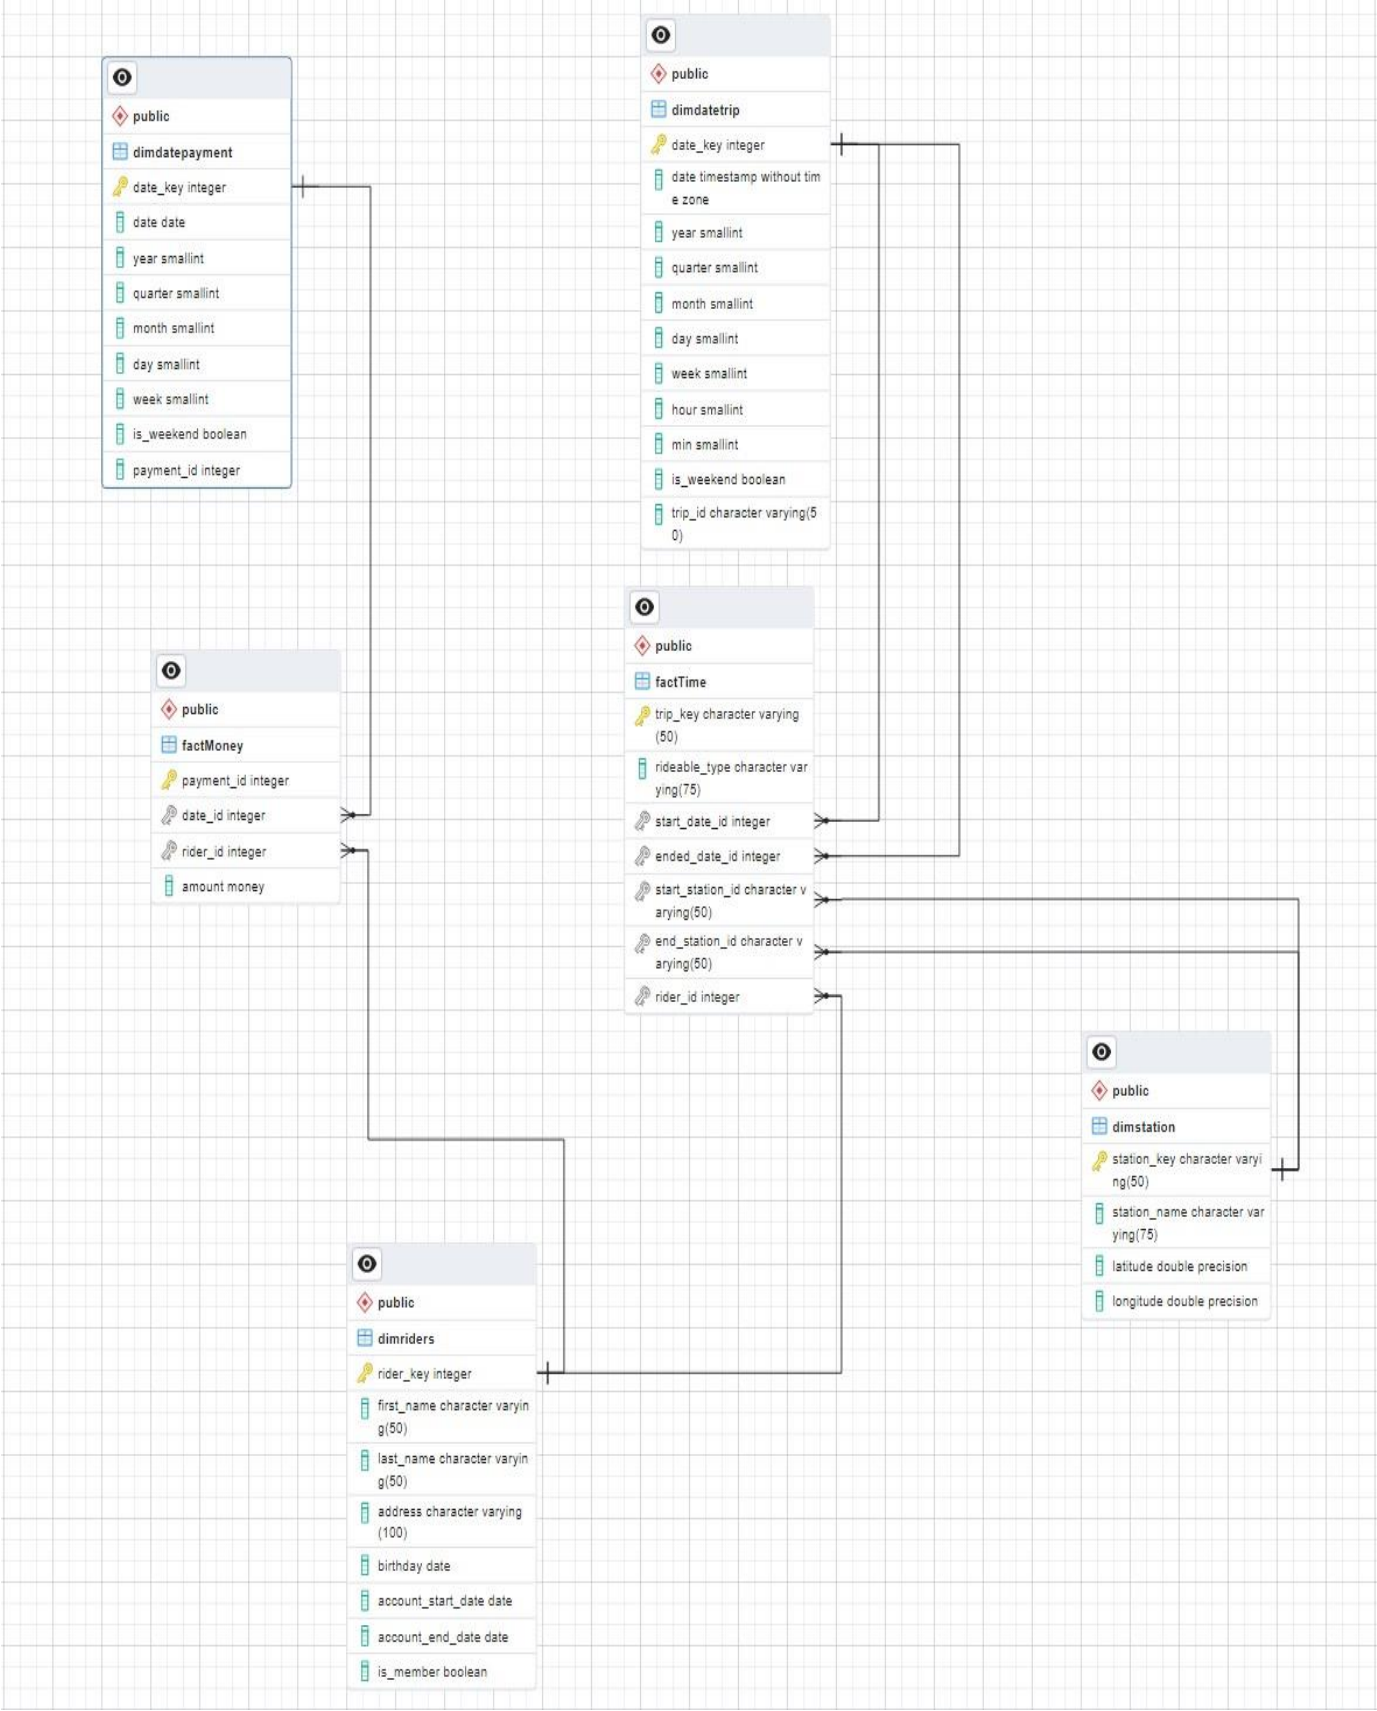 public
dimdatepayment
date_key integer
date date
year smallint
quarter smallint
month smallint
day smallint
week smallint
is_weekend boolean
payment_id integer
public
dimdatetrip
date_key integer
date timestamp without tim
e zone
year smallint
quarter smallint
month smallint
day smallint
week smallint
hour smallint
min smallint
is_weekend boolean
trip_id character varying(5
0)
public
factMoney
payment_id integer
date_id integer
rider_id integer
amount money
public
factTime
trip_key character varying
(50)
rideable_type character var
ying(75)
start_date_id integer
ended_date_id integer
start_station_id character v
arying(50)
end_station_id character v
arying(50)
rider_id integer
public
dimstation
station_key character varyi
ng(50)
station_name character var
ying(75)
latitude double precision
longitude double precision
public
dimriders
rider_key integer
first_name character varyin
g(50)
last_name character varyin
g(50)
address character varying
(100)
birthday date
account_start_date date
account_end_date date
is_member boolean